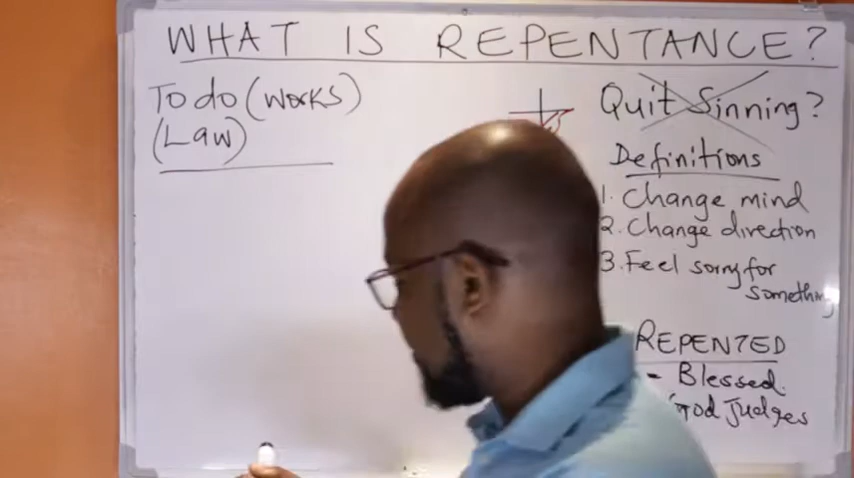 WHAT IS REPENTANCE?
To do (Works)
(Law)
Quit Sinning?
Definitions
1. Change mind
2. Change direction
3. Feel sorry for
something
REPENTED
- Blessed.
God Judges